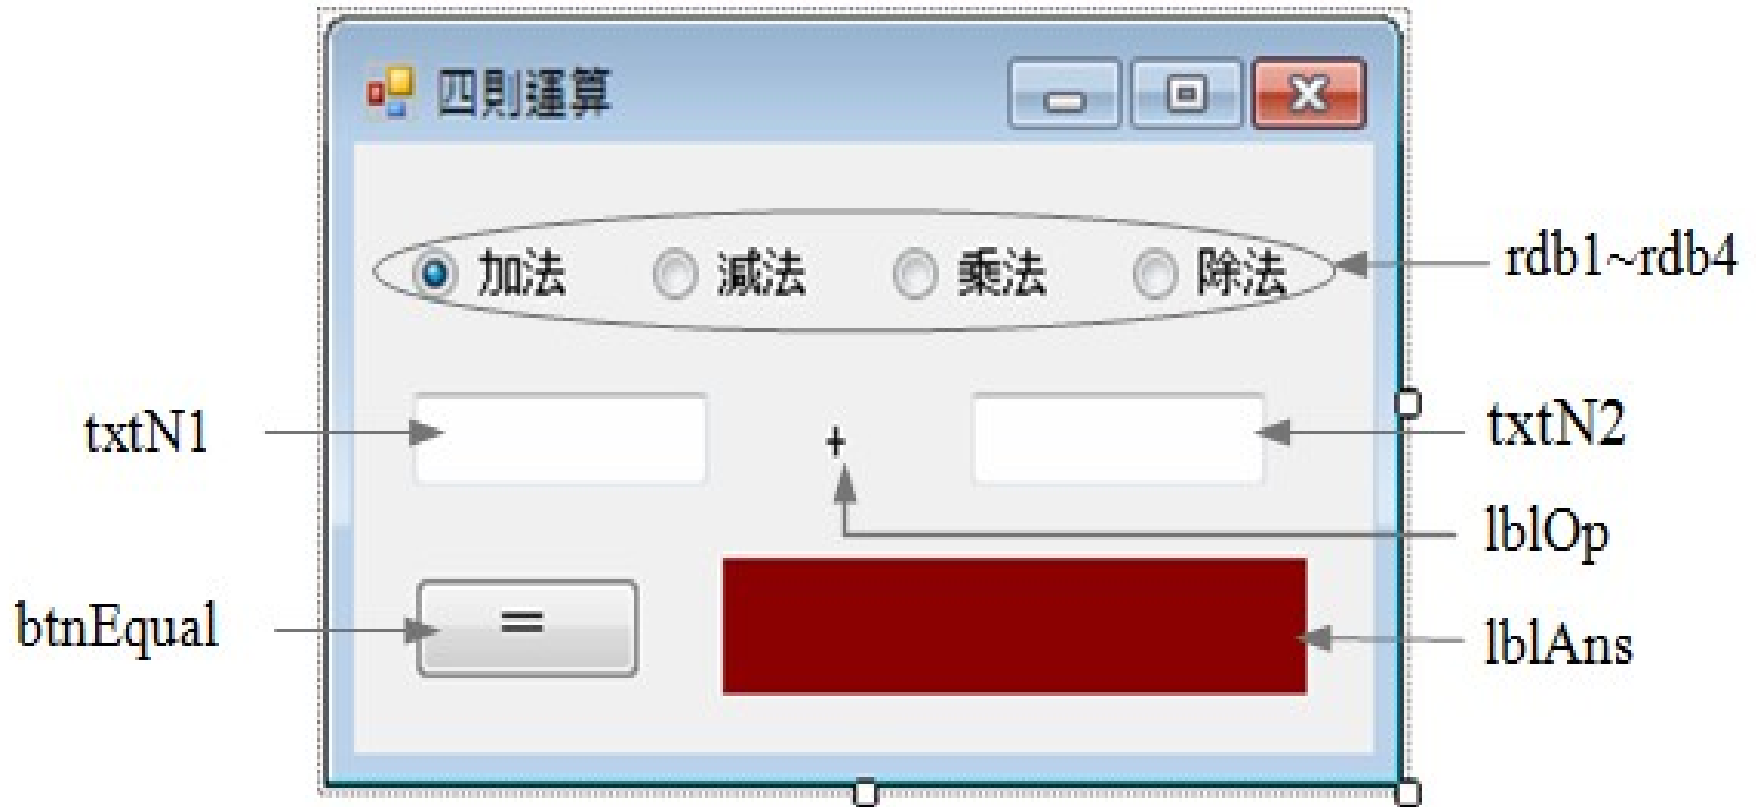 四則運算
加法 減法 乘法 除法
rdb1~rdb4
txtN1
+
txtN2
lblOp
btnEqual
=
lblAns